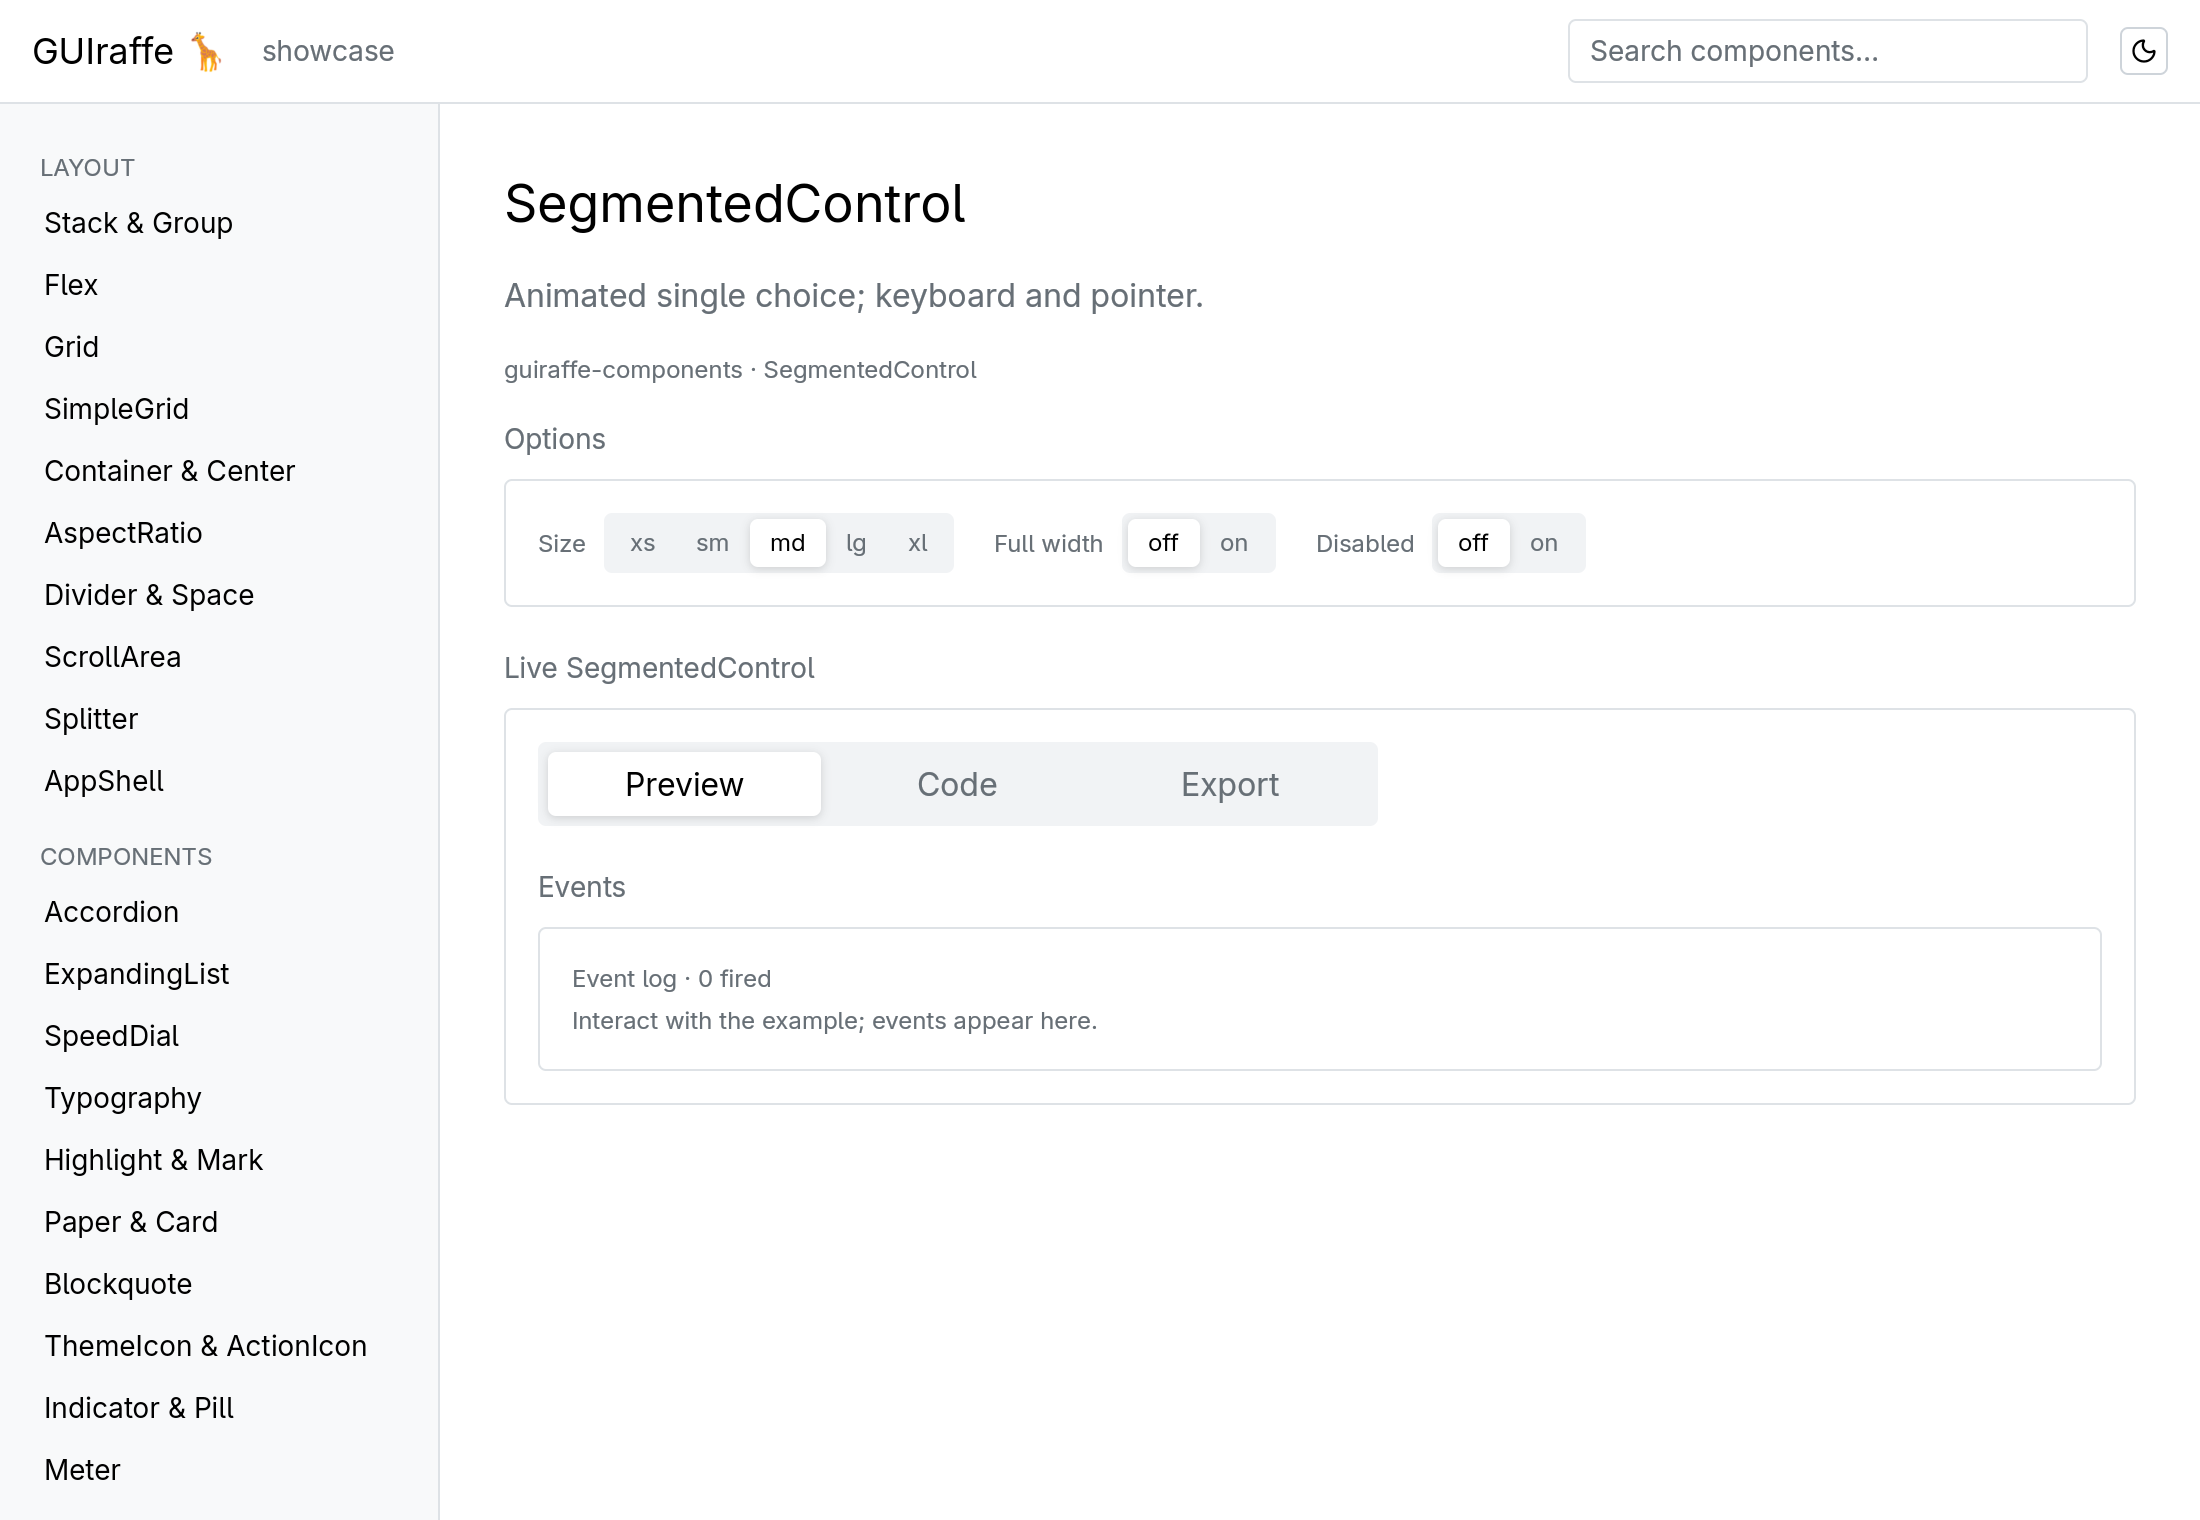 GUIraffe 🦒 showcase
Search components...
LAYOUT
Stack & Group
Flex
Grid
SimpleGrid
Container & Center
AspectRatio
Divider & Space
ScrollArea
Splitter
AppShell
COMPONENTS
Accordion
ExpandingList
SpeedDial
Typography
Highlight & Mark
Paper & Card
Blockquote
ThemeIcon & ActionIcon
Indicator & Pill
Meter
SegmentedControl
Animated single choice; keyboard and pointer.
guiraffe-components · SegmentedControl
Options
Size xs sm md lg xl Full width off on Disabled off on
Live SegmentedControl
Preview Code Export
Events
Event log · 0 fired
Interact with the example; events appear here.